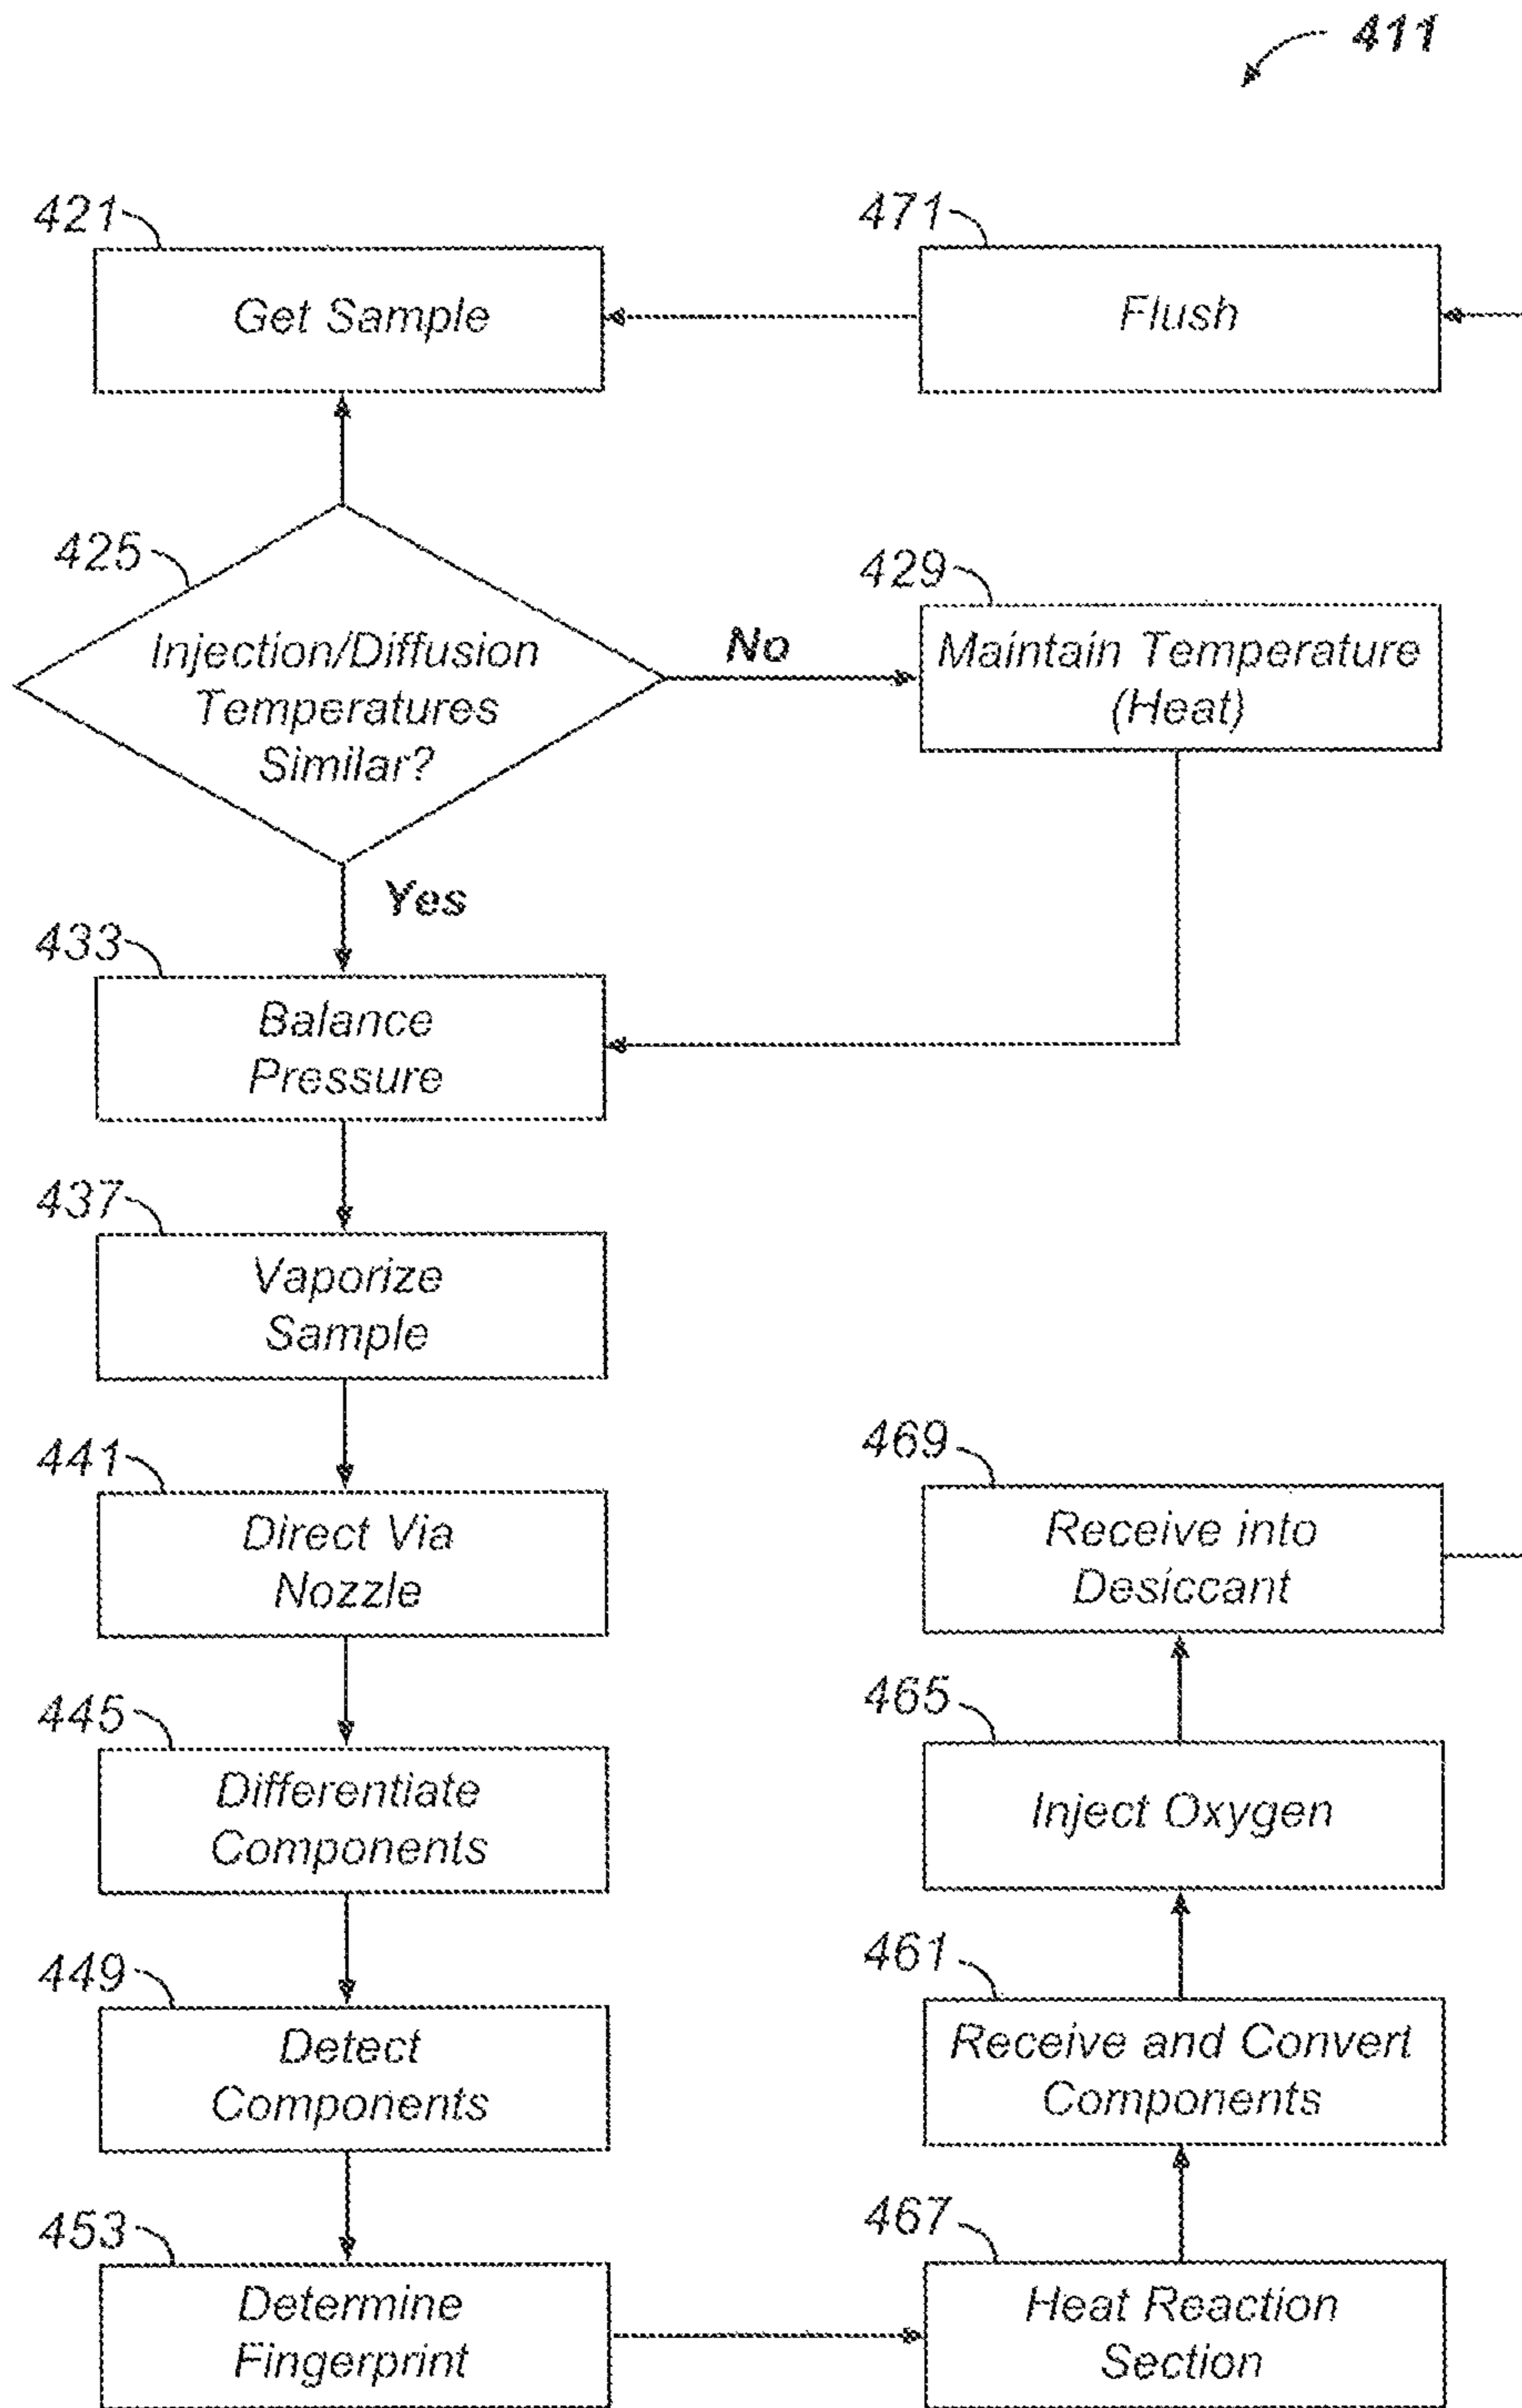 411
421
Get Sample
471
Flush
425
Injection/Diffusion
Temperatures
Similar?
No
429
Maintain Temperature
(Heat)
Yes
433
Balance
Pressure
437
Vaporize
Sample
441
Direct Via
Nozzle
445
Differentiate
Components
449
Detect
Components
453
Determine
Fingerprint
469
Receive into
Desiccant
465
Inject Oxygen
461
Receive and Convert
Components
467
Heat Reaction
Section